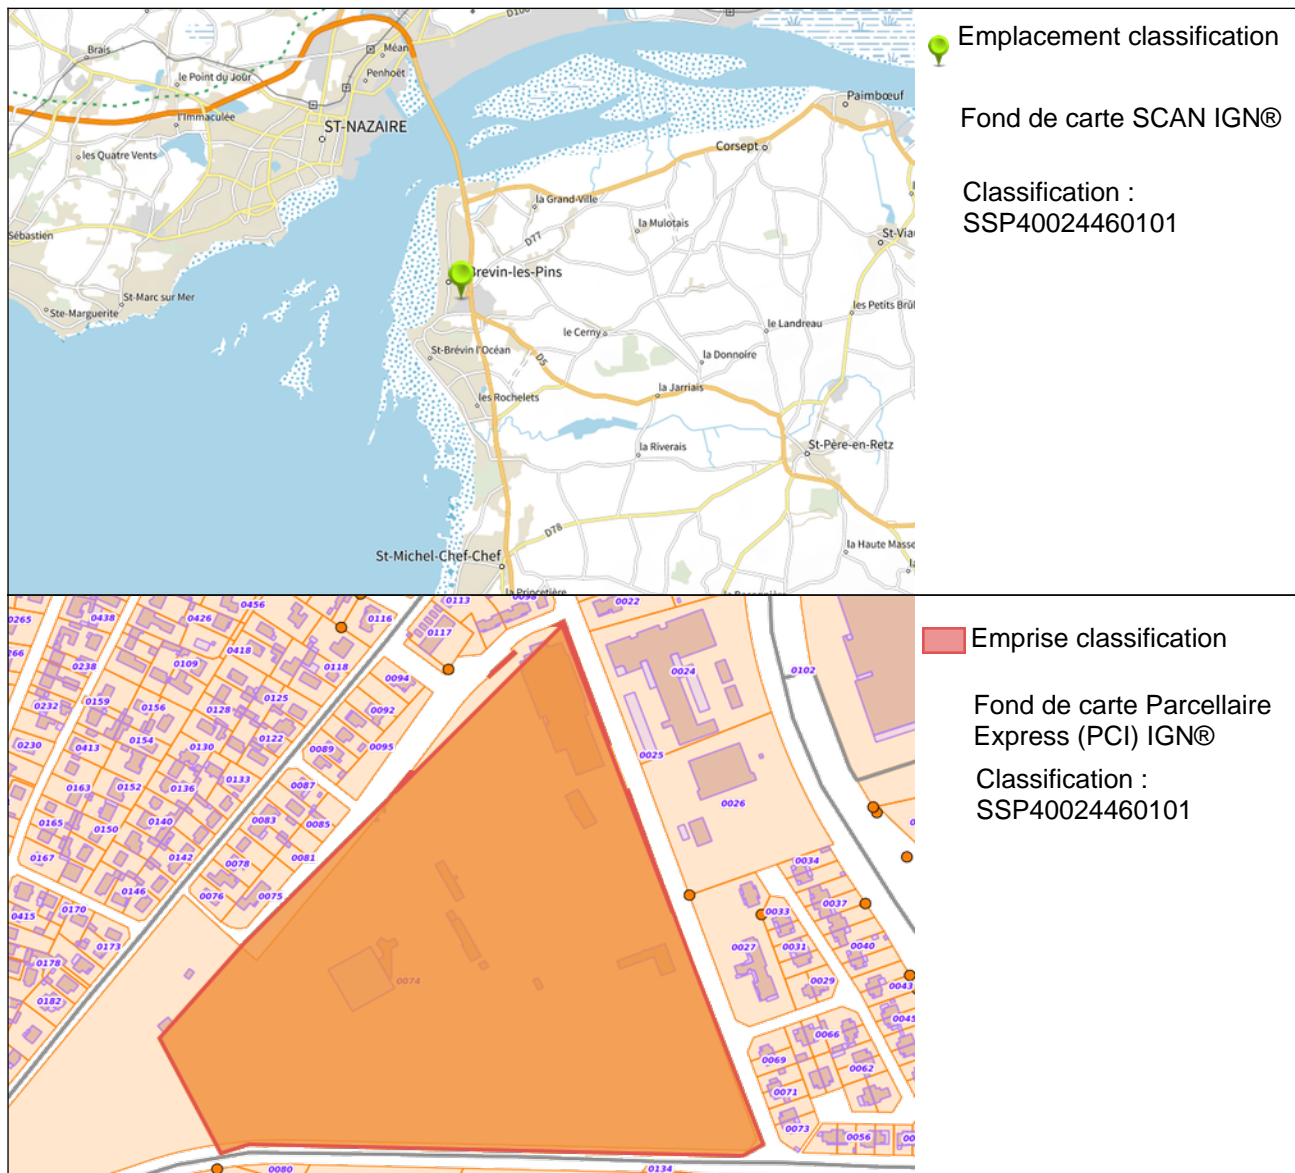 D100
Brais
Méan
le Point du Joûr
Penhoët
Paimbœuf
l'Immaculée
ST-NAZAIRE
les Quatre Vents
Corsept
la Grand-Ville
la Mulotais
Sébastien
D77
St-Viau
Brevin-les-Pins
St-Marc sur Mer
Ste-Marguerite
les Petits Brûl
le Cerny
le Landreau
St-Brévin l'Océan
D5
la Donnoire
la Jarriais
les Rochelets
la Riverais
St-Père-en-Retz
D78
la Haute Masse
St-Michel-Chef-Chef
la Princetière
Emplacement classification
Fond de carte SCAN IGN®
Classification :
SSP40024460101
0265
0438
0456
0426
0116
0113
0098
0022
0117
266
0418
0109
0238
0118
0094
0024
0102
0232
0159
0156
0128
0125
0092
0230
0413
0154
0130
0122
0089
0095
0025
0163
0152
0136
0133
0087
0026
0165
0150
0140
0083
0085
0167
0142
0078
0081
0034
0146
0076
0075
0415
0170
0033
0037
0173
0027
0031
0040
0178
0074
0029
0043
0182
0045
0066
0069
0062
0071
0073
0056
00
0080
0134
Emprise classification
Fond de carte Parcellaire
Express (PCI) IGN®
Classification :
SSP40024460101